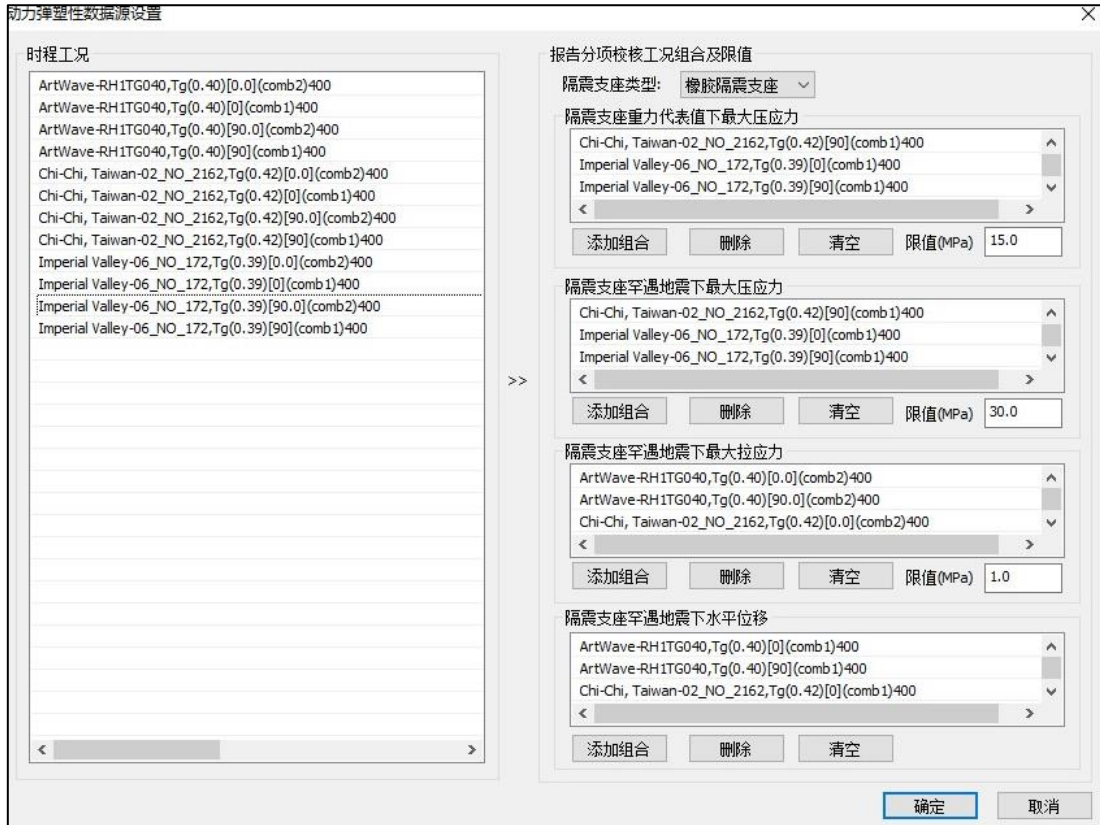 动力弹塑性数据源设置
时程工况
ArtWave-RH1TG040,Tg(0.40)[0.0](comb2)400
ArtWave-RH1TG040,Tg(0.40)[0](comb1)400
ArtWave-RH1TG040,Tg(0.40)[90.0](comb2)400
ArtWave-RH1TG040,Tg(0.40)[90](comb1)400
Chi-Chi, Taiwan-02_NO_2162,Tg(0.42)[0.0](comb2)400
Chi-Chi, Taiwan-02_NO_2162,Tg(0.42)[0](comb1)400
Chi-Chi, Taiwan-02_NO_2162,Tg(0.42)[90.0](comb2)400
Chi-Chi, Taiwan-02_NO_2162,Tg(0.42)[90](comb1)400
Imperial Valley-06_NO_172,Tg(0.39)[0.0](comb2)400
Imperial Valley-06_NO_172,Tg(0.39)[0](comb1)400
Imperial Valley-06_NO_172,Tg(0.39)[90.0](comb2)400
Imperial Valley-06_NO_172,Tg(0.39)[90](comb1)400
>>
报告分项校核工况组合及限值
隔震支座类型: 橡胶隔震支座
隔震支座重力代表值下最大压应力
Chi-Chi, Taiwan-02_NO_2162,Tg(0.42)[90](comb1)400
Imperial Valley-06_NO_172,Tg(0.39)[0](comb1)400
Imperial Valley-06_NO_172,Tg(0.39)[90](comb1)400
添加组合 删除 清空 限值(MPa) 15.0
隔震支座罕遇地震下最大压应力
Chi-Chi, Taiwan-02_NO_2162,Tg(0.42)[90](comb1)400
Imperial Valley-06_NO_172,Tg(0.39)[0](comb1)400
Imperial Valley-06_NO_172,Tg(0.39)[90](comb1)400
添加组合 删除 清空 限值(MPa) 30.0
隔震支座罕遇地震下最大拉应力
ArtWave-RH1TG040,Tg(0.40)[0.0](comb2)400
ArtWave-RH1TG040,Tg(0.40)[90.0](comb2)400
Chi-Chi, Taiwan-02_NO_2162,Tg(0.42)[0.0](comb2)400
添加组合 删除 清空 限值(MPa) 1.0
隔震支座罕遇地震下水平位移
ArtWave-RH1TG040,Tg(0.40)[0](comb1)400
ArtWave-RH1TG040,Tg(0.40)[90](comb1)400
Chi-Chi, Taiwan-02_NO_2162,Tg(0.42)[0](comb1)400
添加组合 删除 清空
确定 取消